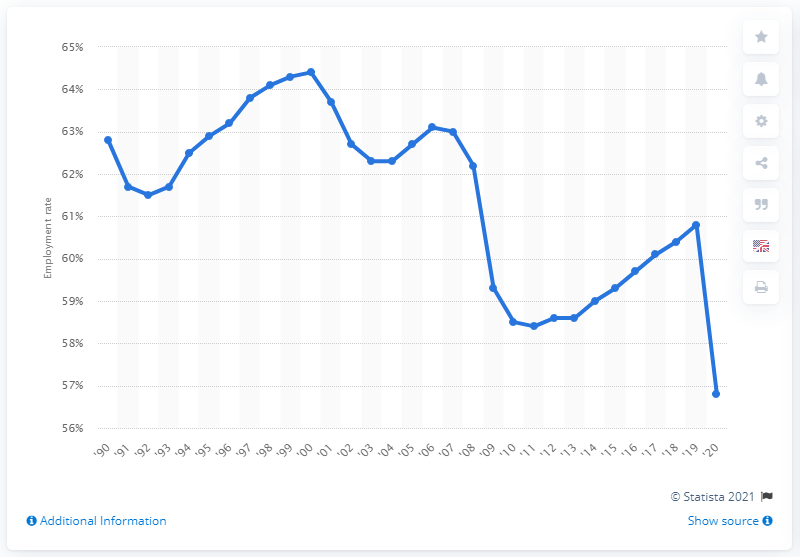 65%
64%
63%
62%
61%
60%
59%
58%
57%
56%
Employment rate
'90 '91 '92 '93 '94 '95 '96 '97 '98 '99 '00 '01 '02 '03 '04 '05 '06 '07 '08 '09 '10 '11 '12 '13 '14 '15 '16 '17 '18 '19 '20
© Statista 2021
Additional Information
Show source